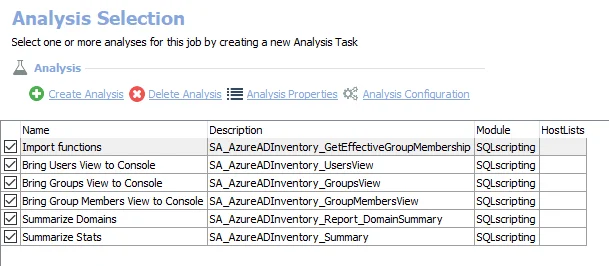 Analysis Selection
Select one or more analyses for this job by creating a new Analysis Task
Analysis
Create Analysis Delete Analysis Analysis Properties Analysis Configuration
Name Description Module HostLists
Import functions SA_AzureADInventory_GetEffectiveGroupMembership SQLscripting
Bring Users View to Console SA_AzureADInventory_UsersView SQLscripting
Bring Groups View to Console SA_AzureADInventory_GroupsView SQLscripting
Bring Group Members View to Console SA_AzureADInventory_GroupMembersView SQLscripting
Summarize Domains SA_AzureADInventory_Report_DomainSummary SQLscripting
Summarize Stats SA_AzureADInventory_Summary SQLscripting